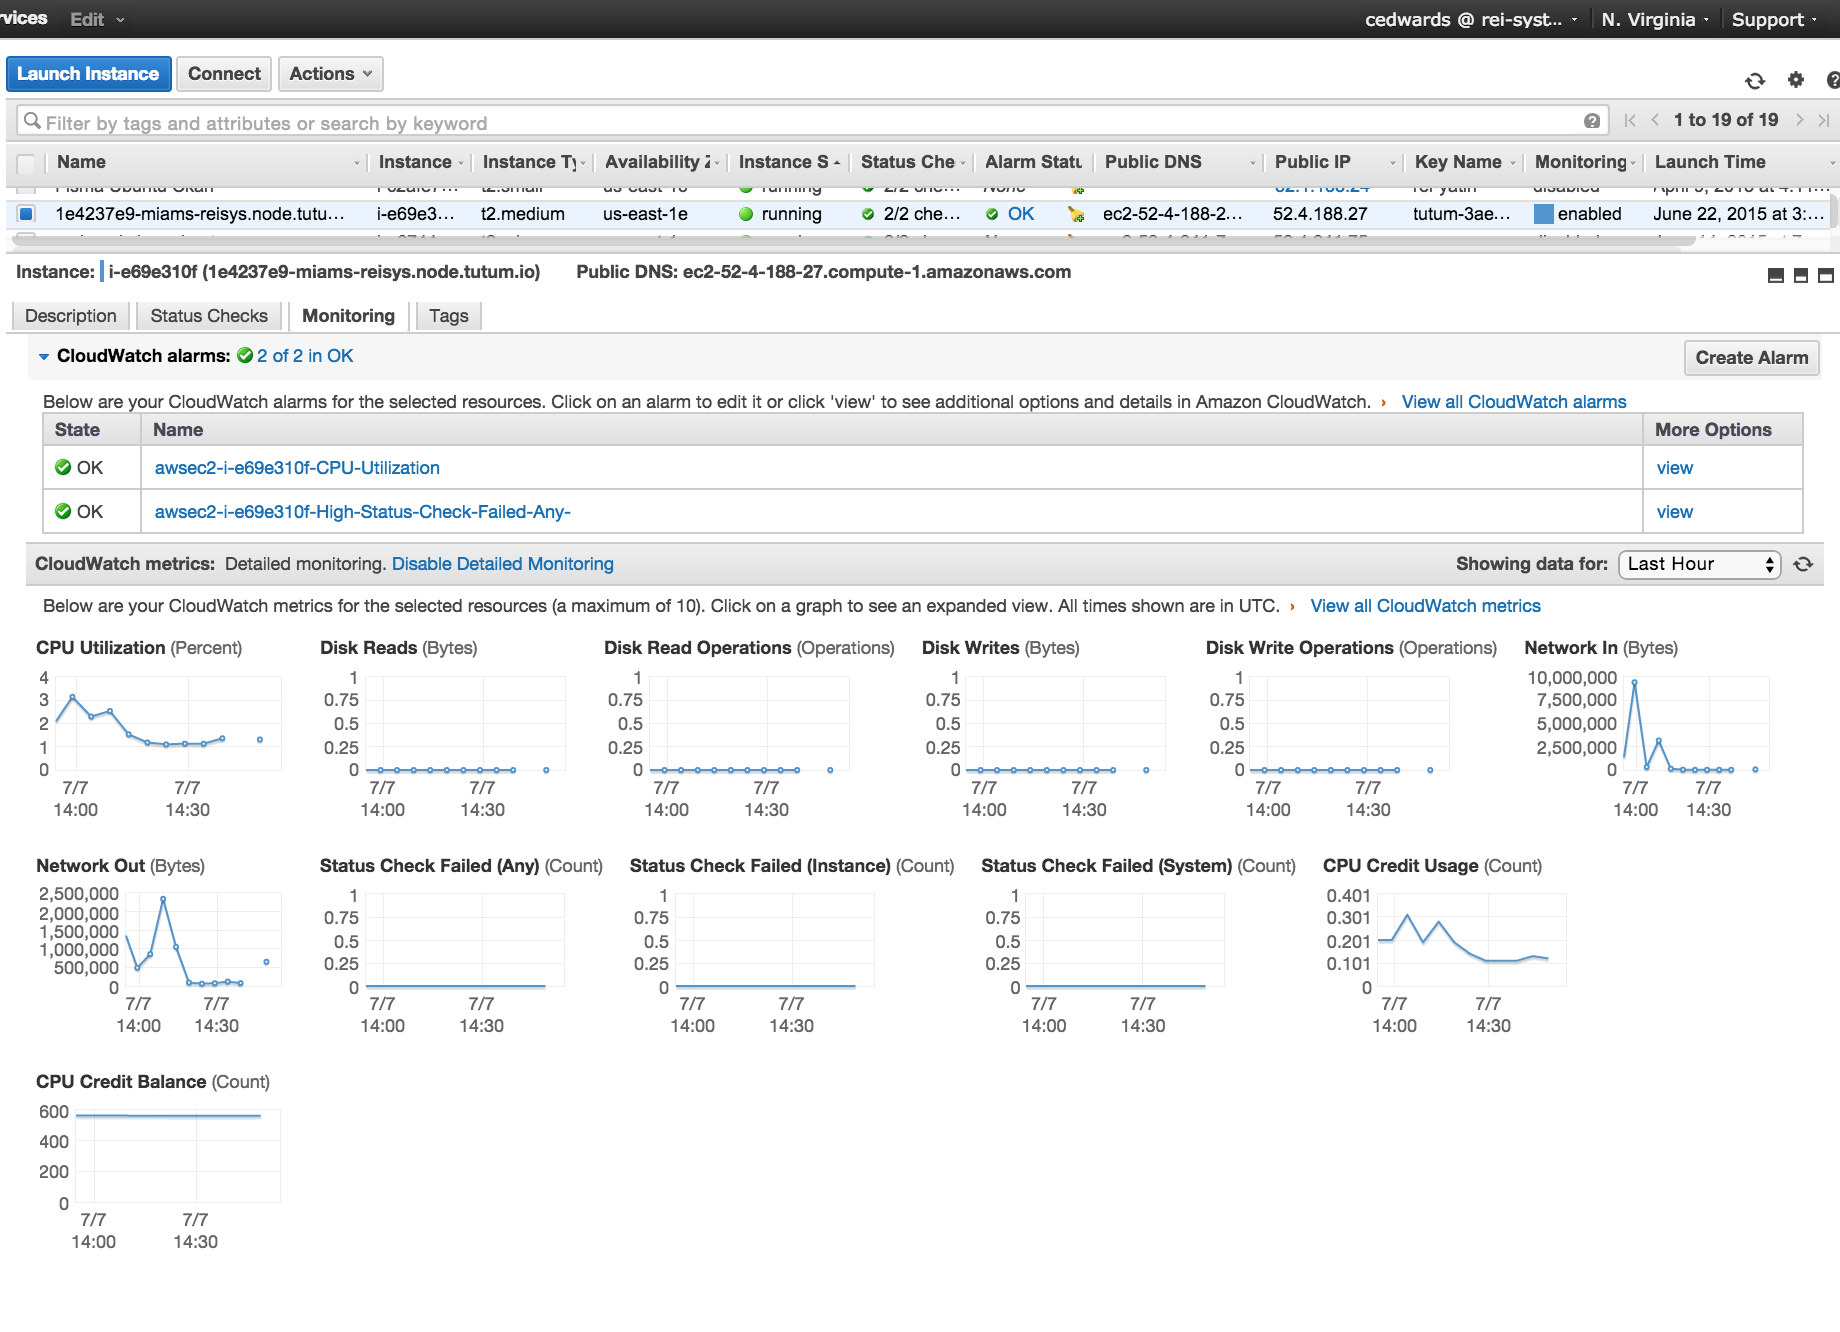 rvices Edit cedwards @ rei-syst... N. Virginia Support
Launch Instance Connect Actions
Filter by tags and attributes or search by keyword 1 to 19 of 19
Name Instance Instance Ty Availability Z Instance S Status Che Alarm Statu Public DNS Public IP Key Name Monitoring Launch Time
1e4237e9-miams-reisys.node.tutu... i-e69e3... t2.medium us-east-1e running 2/2 che... OK ec2-52-4-188-2... 52.4.188.27 tutum-3ae... enabled June 22, 2015 at 3:...
Instance: i-e69e310f (1e4237e9-miams-reisys.node.tutum.io) Public DNS: ec2-52-4-188-27.compute-1.amazonaws.com
Description Status Checks Monitoring Tags
CloudWatch alarms: 2 of 2 in OK Create Alarm
Below are your CloudWatch alarms for the selected resources. Click on an alarm to edit it or click 'view' to see additional options and details in Amazon CloudWatch. View all CloudWatch alarms
State Name More Options
OK awsec2-i-e69e310f-CPU-Utilization view
OK awsec2-i-e69e310f-High-Status-Check-Failed-Any- view
CloudWatch metrics: Detailed monitoring. Disable Detailed Monitoring Showing data for: Last Hour
Below are your CloudWatch metrics for the selected resources (a maximum of 10). Click on a graph to see an expanded view. All times shown are in UTC. View all CloudWatch metrics
CPU Utilization (Percent) Disk Reads (Bytes) Disk Read Operations (Operations) Disk Writes (Bytes) Disk Write Operations (Operations) Network In (Bytes)
4 1 1 1 1 10,000,000
3 0.75 0.75 0.75 0.75 7,500,000
2 0.5 0.5 0.5 0.5 5,000,000
1 0.25 0.25 0.25 0.25 2,500,000
0 0 0 0 0 0
7/7 7/7 7/7 7/7 7/7 7/7 7/7 7/7 7/7 7/7 7/7 7/7
14:00 14:30 14:00 14:30 14:00 14:30 14:00 14:30 14:00 14:30 14:00 14:30
Network Out (Bytes) Status Check Failed (Any) (Count) Status Check Failed (Instance) (Count) Status Check Failed (System) (Count) CPU Credit Usage (Count)
2,500,000 1 1 1 0.401
2,000,000 0.75 0.75 0.75 0.301
1,500,000 0.5 0.5 0.5 0.201
1,000,000 0.25 0.25 0.25 0.101
500,000
0 0 0 0 0
7/7 7/7 7/7 7/7 7/7 7/7 7/7 7/7 7/7 7/7
14:00 14:30 14:00 14:30 14:00 14:30 14:00 14:30 14:00 14:30
CPU Credit Balance (Count)
600
400
200
0
7/7 7/7
14:00 14:30